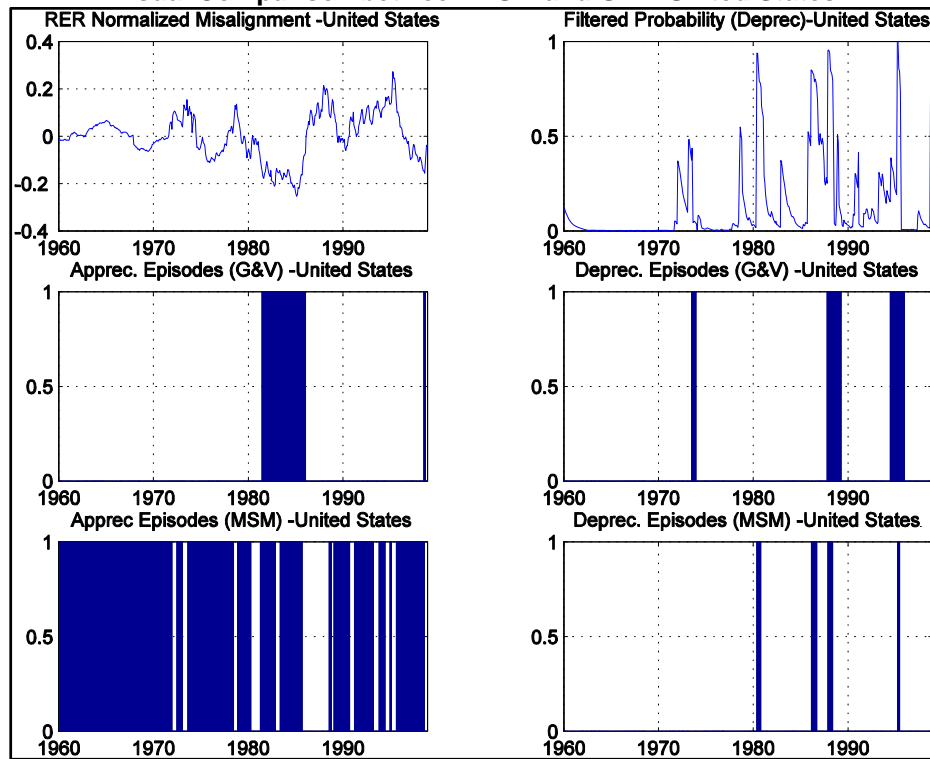 RER Normalized Misalignment -United States
Filtered Probability (Deprec)-United States
0.4
0.2
0
-0.2
-0.4
1960 1970 1980 1990
1
0.5
0
1960 1970 1980 1990
Apprec. Episodes (G&V) -United States
Deprec. Episodes (G&V) -United States
1
0.5
0
1960 1970 1980 1990
1
0.5
0
1960 1970 1980 1990
Apprec Episodes (MSM) -United States
Deprec. Episodes (MSM) -United States.
1
0.5
0
1960 1970 1980 1990
1
0.5
0
1960 1970 1980 1990